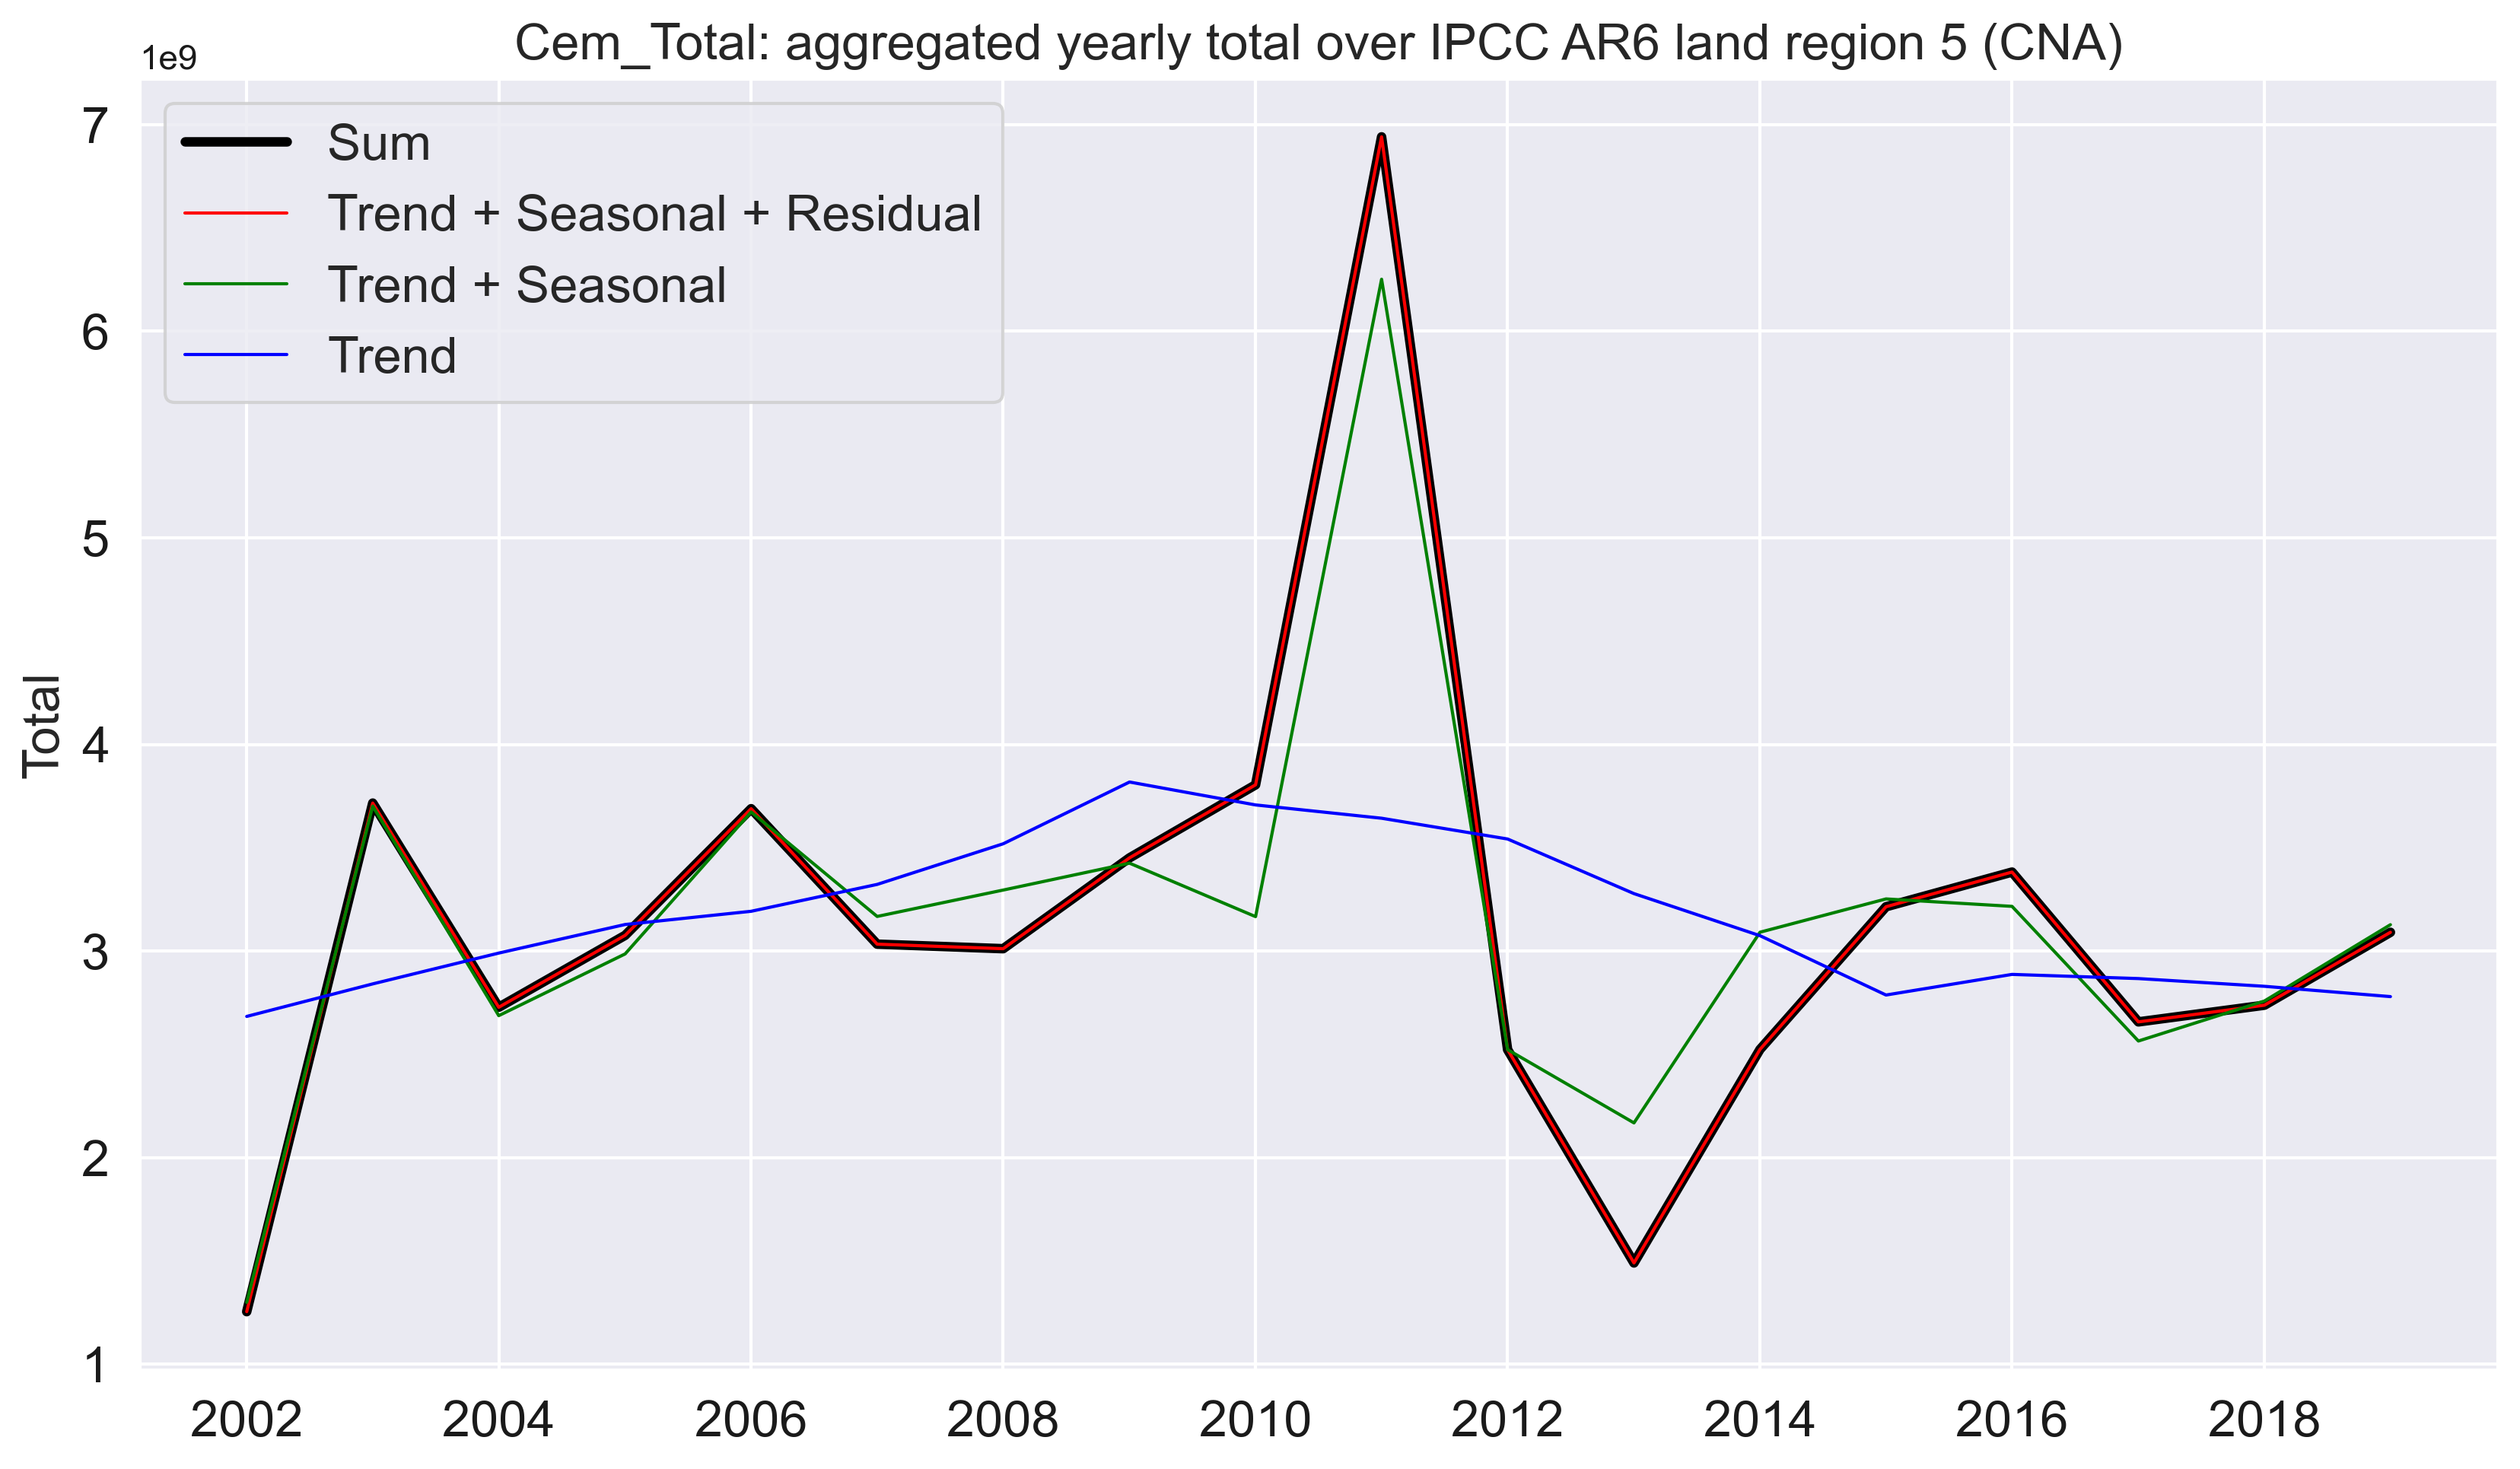 Cem_Total: aggregated yearly total over IPCC AR6 land region 5 (CNA)
1e9
Sum
Trend + Seasonal + Residual
Trend + Seasonal
Trend
7
6
5
4
3
2
1
Total
2002 2004 2006 2008 2010 2012 2014 2016 2018